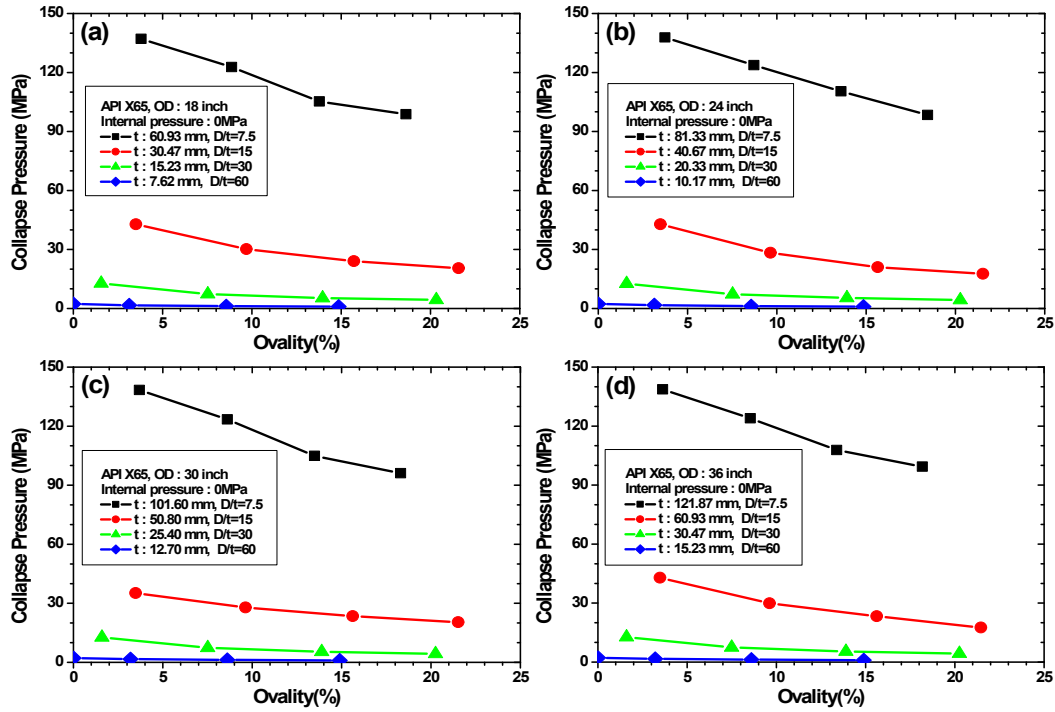 (a)
Collapse Pressure (MPa)
150
120
90
60
30
0
API X65, OD : 18 inch
Internal pressure : 0MPa
t : 60.93 mm, D/t=7.5
t : 30.47 mm, D/t=15
t : 15.23 mm, D/t=30
t : 7.62 mm, D/t=60
0 5 10 15 20 25
Ovality(%)
(b)
Collapse Pressure (MPa)
150
120
90
60
30
0
API X65, OD : 24 inch
Internal pressure : 0MPa
t : 81.33 mm, D/t=7.5
t : 40.67 mm, D/t=15
t : 20.33 mm, D/t=30
t : 10.17 mm, D/t=60
0 5 10 15 20 25
Ovality(%)
(c)
Collapse Pressure (MPa)
150
120
90
60
30
0
API X65, OD : 30 inch
Internal pressure : 0MPa
t : 101.60 mm, D/t=7.5
t : 50.80 mm, D/t=15
t : 25.40 mm, D/t=30
t : 12.70 mm, D/t=60
0 5 10 15 20 25
Ovality(%)
(d)
Collapse Pressure (MPa)
150
120
90
60
30
0
API X65, OD : 36 inch
Internal pressure : 0MPa
t : 121.87 mm, D/t=7.5
t : 60.93 mm, D/t=15
t : 30.47 mm, D/t=30
t : 15.23 mm, D/t=60
0 5 10 15 20 25
Ovality(%)